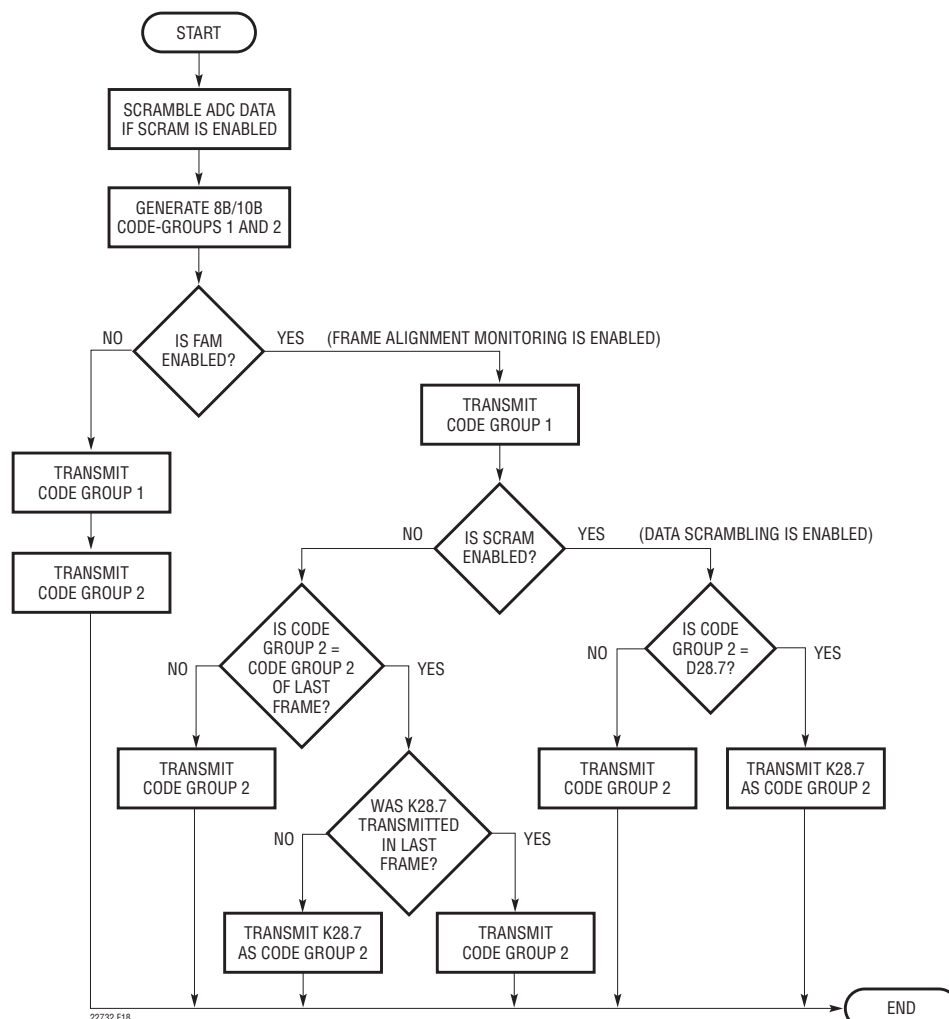 START
SCRAMBLE ADC DATA
IF SCRAM IS ENABLED
GENERATE 8B/10B
CODE-GROUPS 1 AND 2
IS FAM
ENABLED?
NO
YES
(FRAME ALIGNMENT MONITORING IS ENABLED)
TRANSMIT
CODE GROUP 1
TRANSMIT
CODE GROUP 2
TRANSMIT
CODE GROUP 1
IS SCRAM
ENABLED?
NO
YES
(DATA SCRAMBLING IS ENABLED)
IS CODE
GROUP 2 =
CODE GROUP 2
OF LAST
FRAME?
NO
YES
TRANSMIT
CODE GROUP 2
WAS K28.7
TRANSMITTED
IN LAST
FRAME?
NO
YES
TRANSMIT K28.7
AS CODE GROUP 2
TRANSMIT
CODE GROUP 2
IS CODE
GROUP 2 =
D28.7?
NO
YES
TRANSMIT
CODE GROUP 2
TRANSMIT K28.7
AS CODE GROUP 2
END
22732 F18